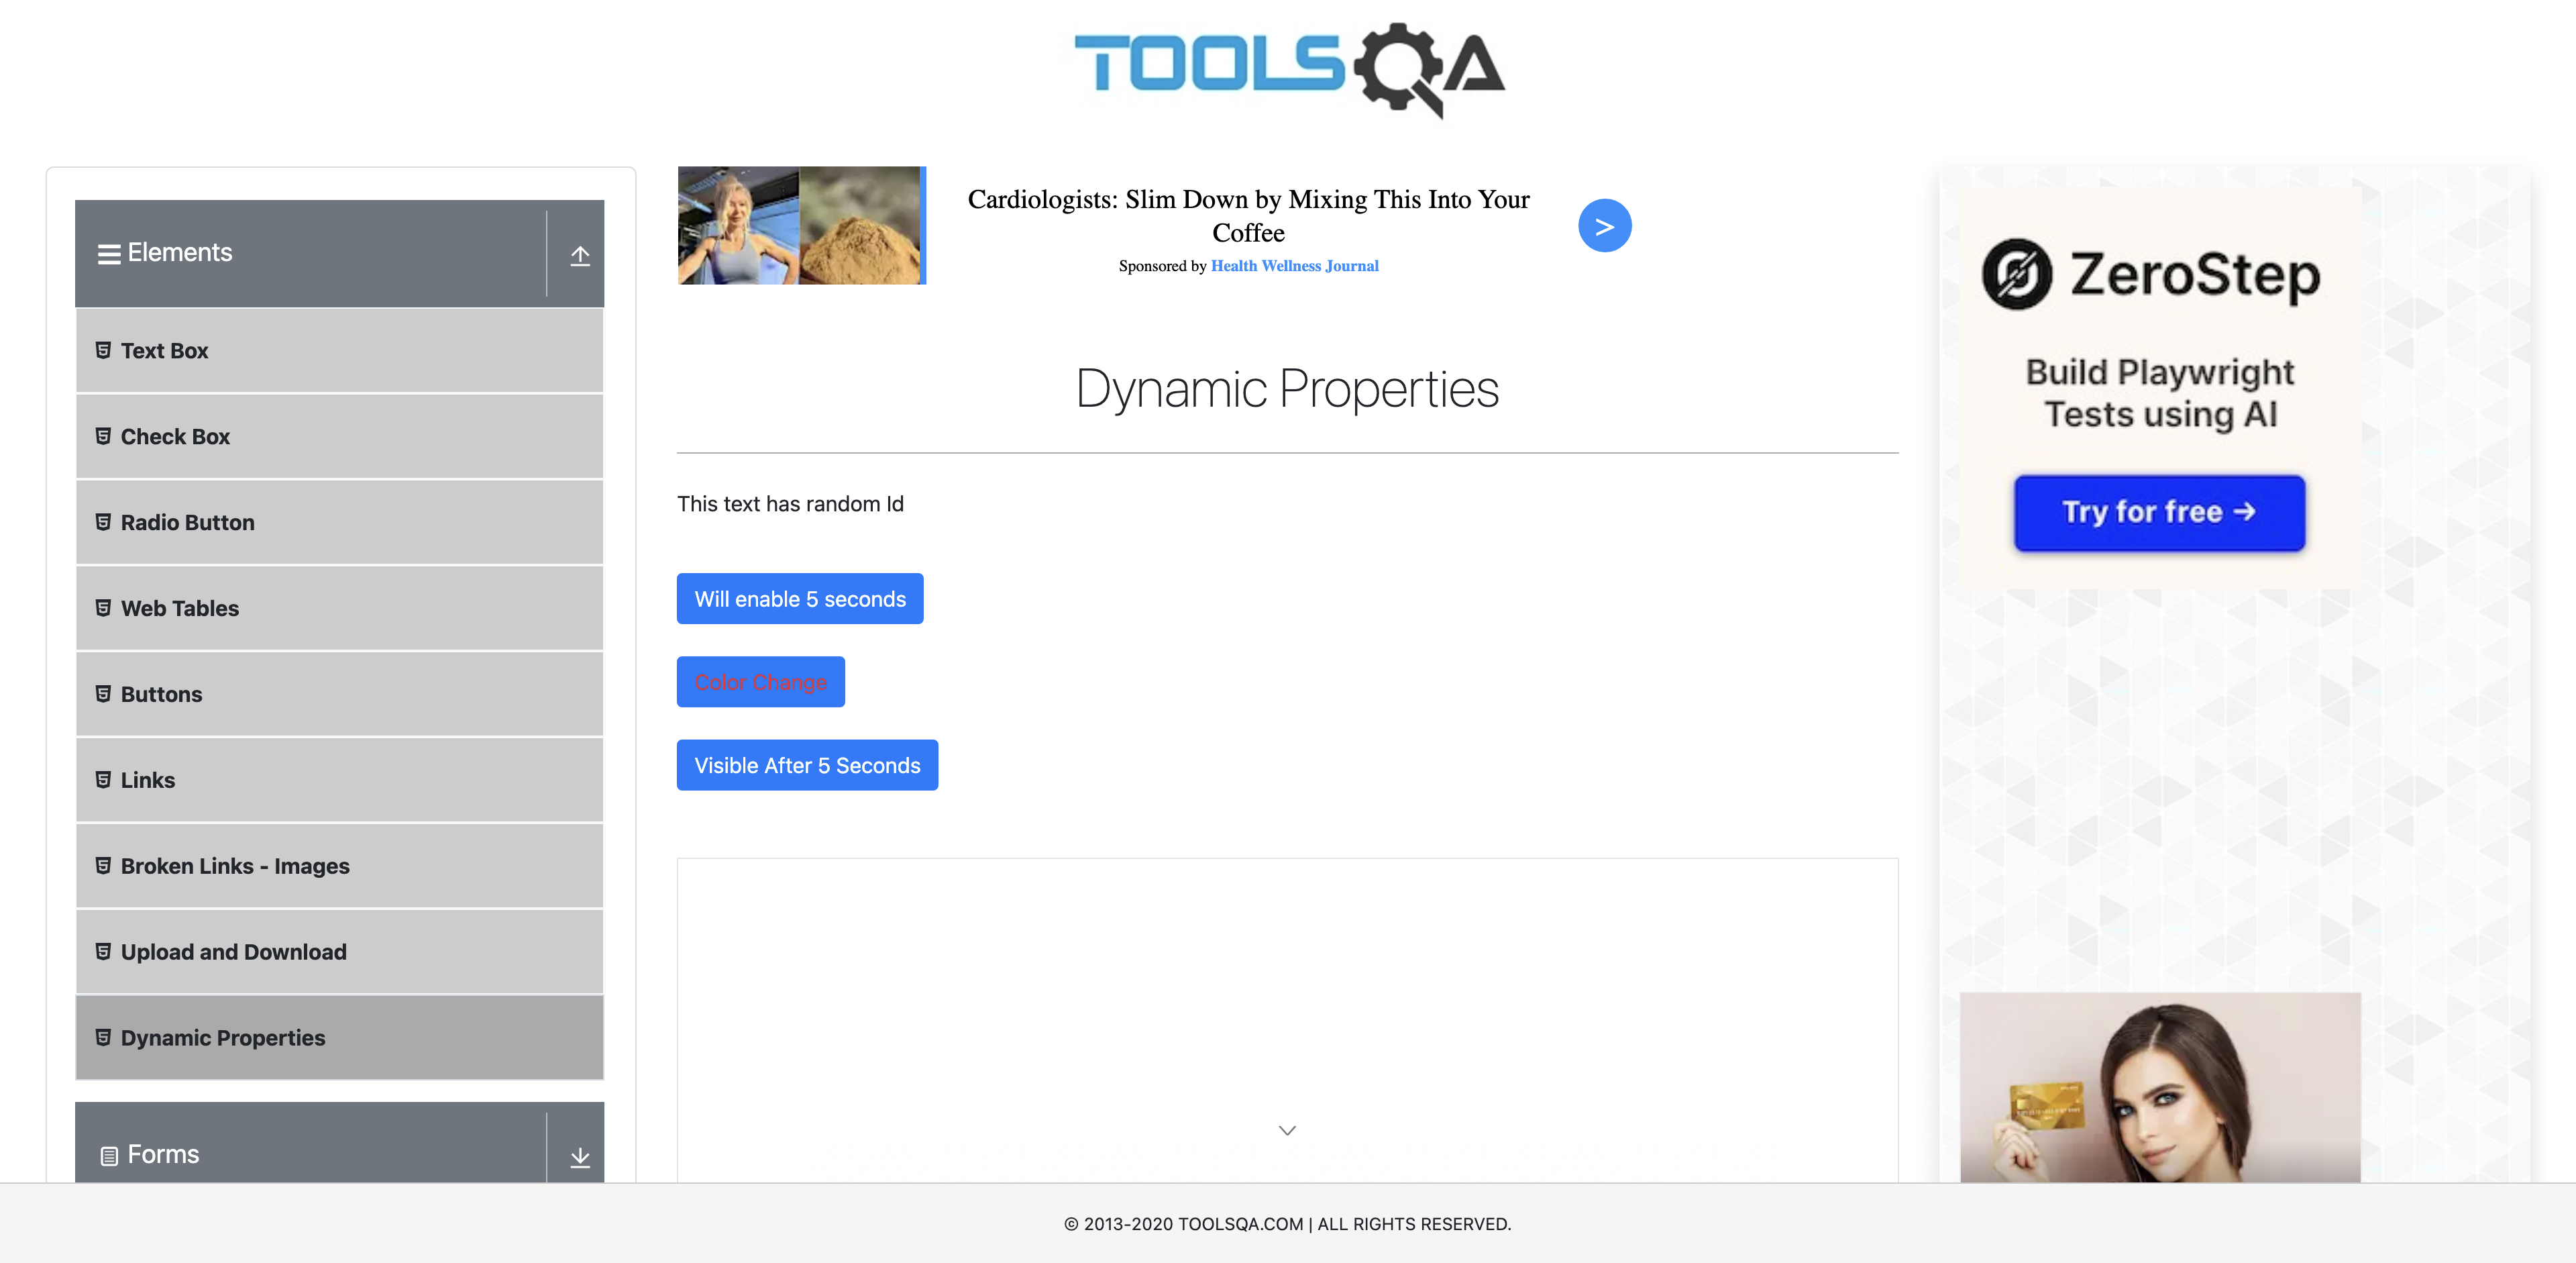 TOOLSQA
Elements
Text Box
Check Box
Radio Button
Web Tables
Buttons
Links
Broken Links - Images
Upload and Download
Dynamic Properties
Forms
Cardiologists: Slim Down by Mixing This Into Your
Coffee
Sponsored by Health Wellness Journal
>
Dynamic Properties
This text has random Id
Will enable 5 seconds
Color Change
Visible After 5 Seconds
ZeroStep
Build Playwright
Tests using AI
Try for free →
© 2013-2020 TOOLSQA.COM | ALL RIGHTS RESERVED.